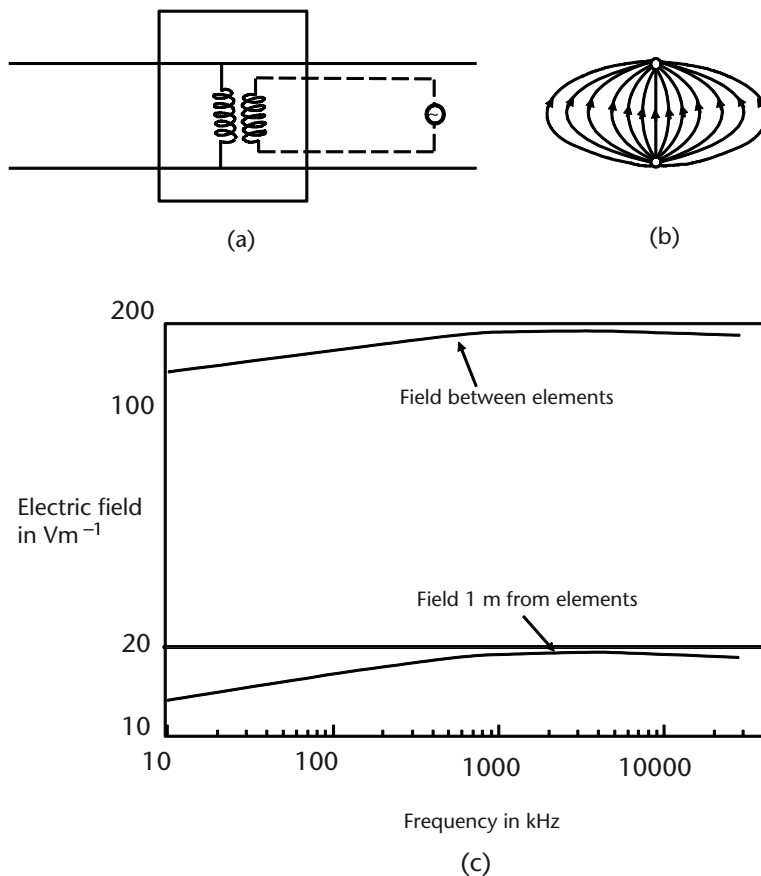 (a)
(b)
200
Field between elements
100
Electric field
in Vm⁻¹
Field 1 m from elements
20
10
10 100 1000 10000
Frequency in kHz
(c)